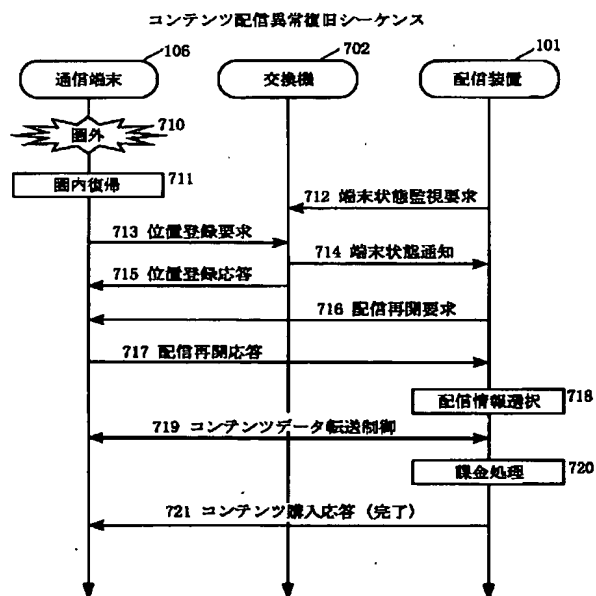 コンテンツ配信異常復旧シーケンス
106 702 101
通信端末 交換機 配信装置
圏外 710
圏内復帰 711
712 端末状態監視要求
713 位置登録要求
714 端末状態通知
715 位置登録応答
716 配信再開要求
717 配信再開応答
配信情報選択 718
719 コンテンツデータ転送制御
課金処理 720
721 コンテンツ購入応答 (完了)